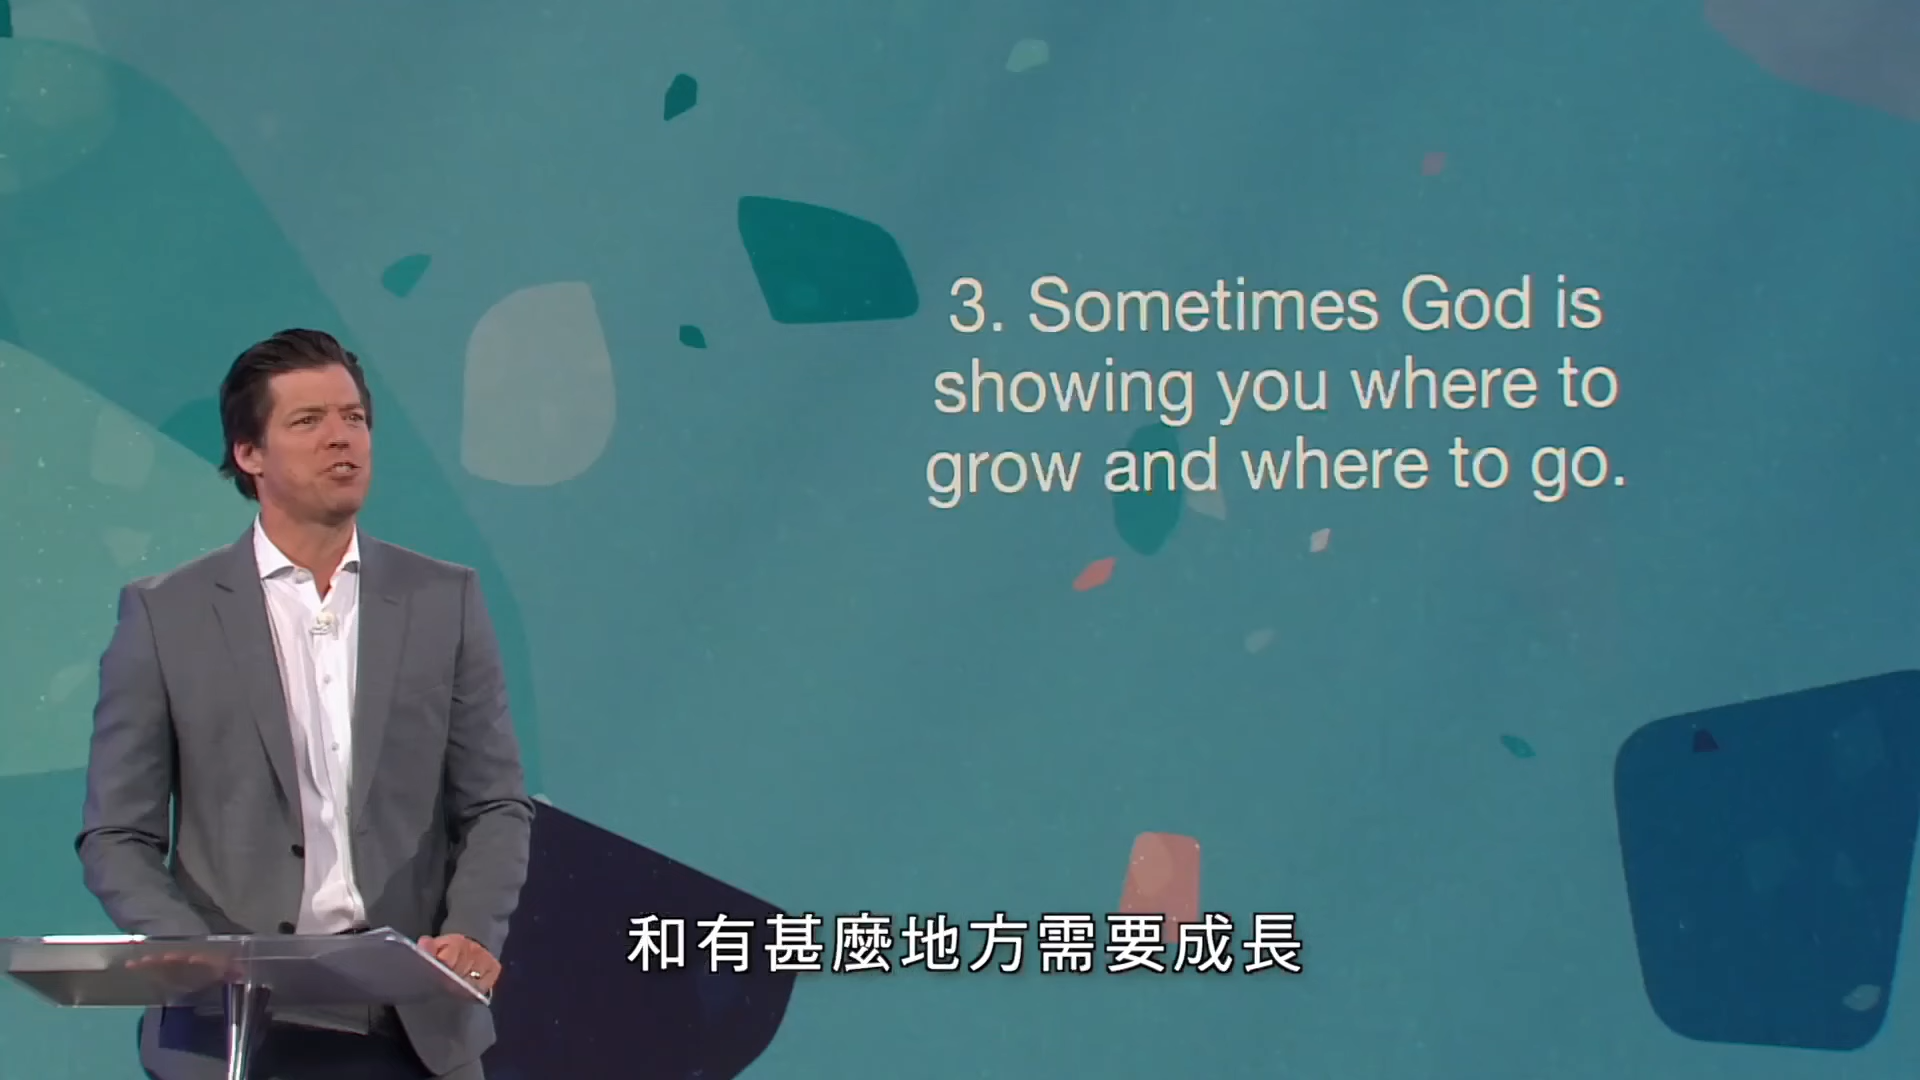 3. Sometimes God is
showing you where to
grow and where to go.
和有甚麼地方需要成長